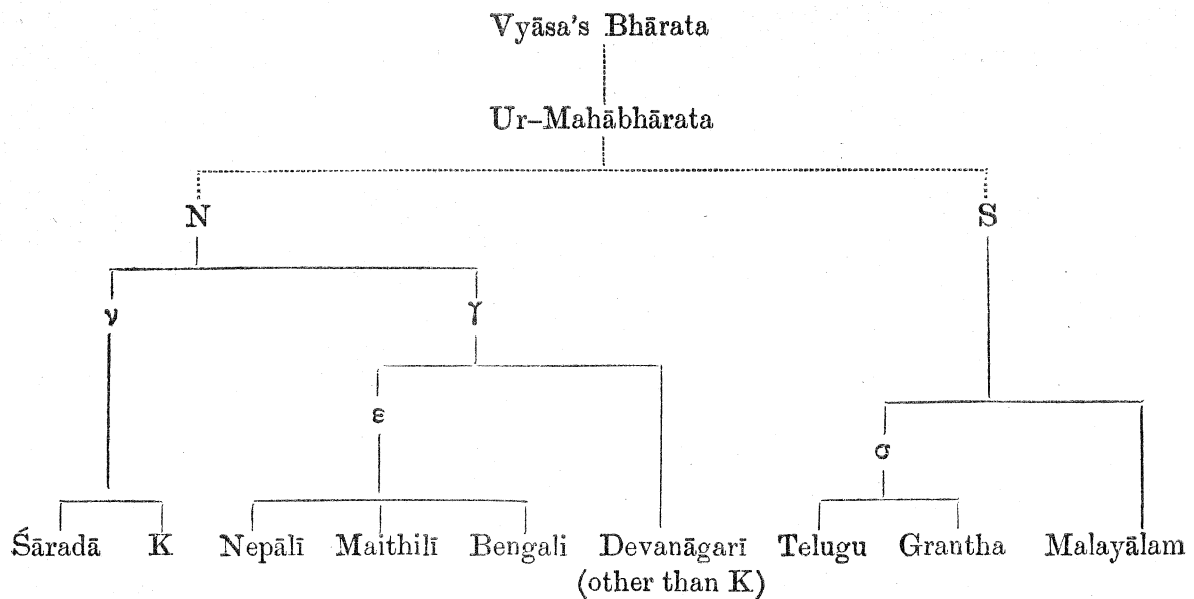 Vyāsa's Bhārata
Ur-Mahābhārata
N S
ν γ
ε
σ
Śāradā K Nepālī Maithilī Bengali Devanāgarī Telugu Grantha Malayālam
(other than K)